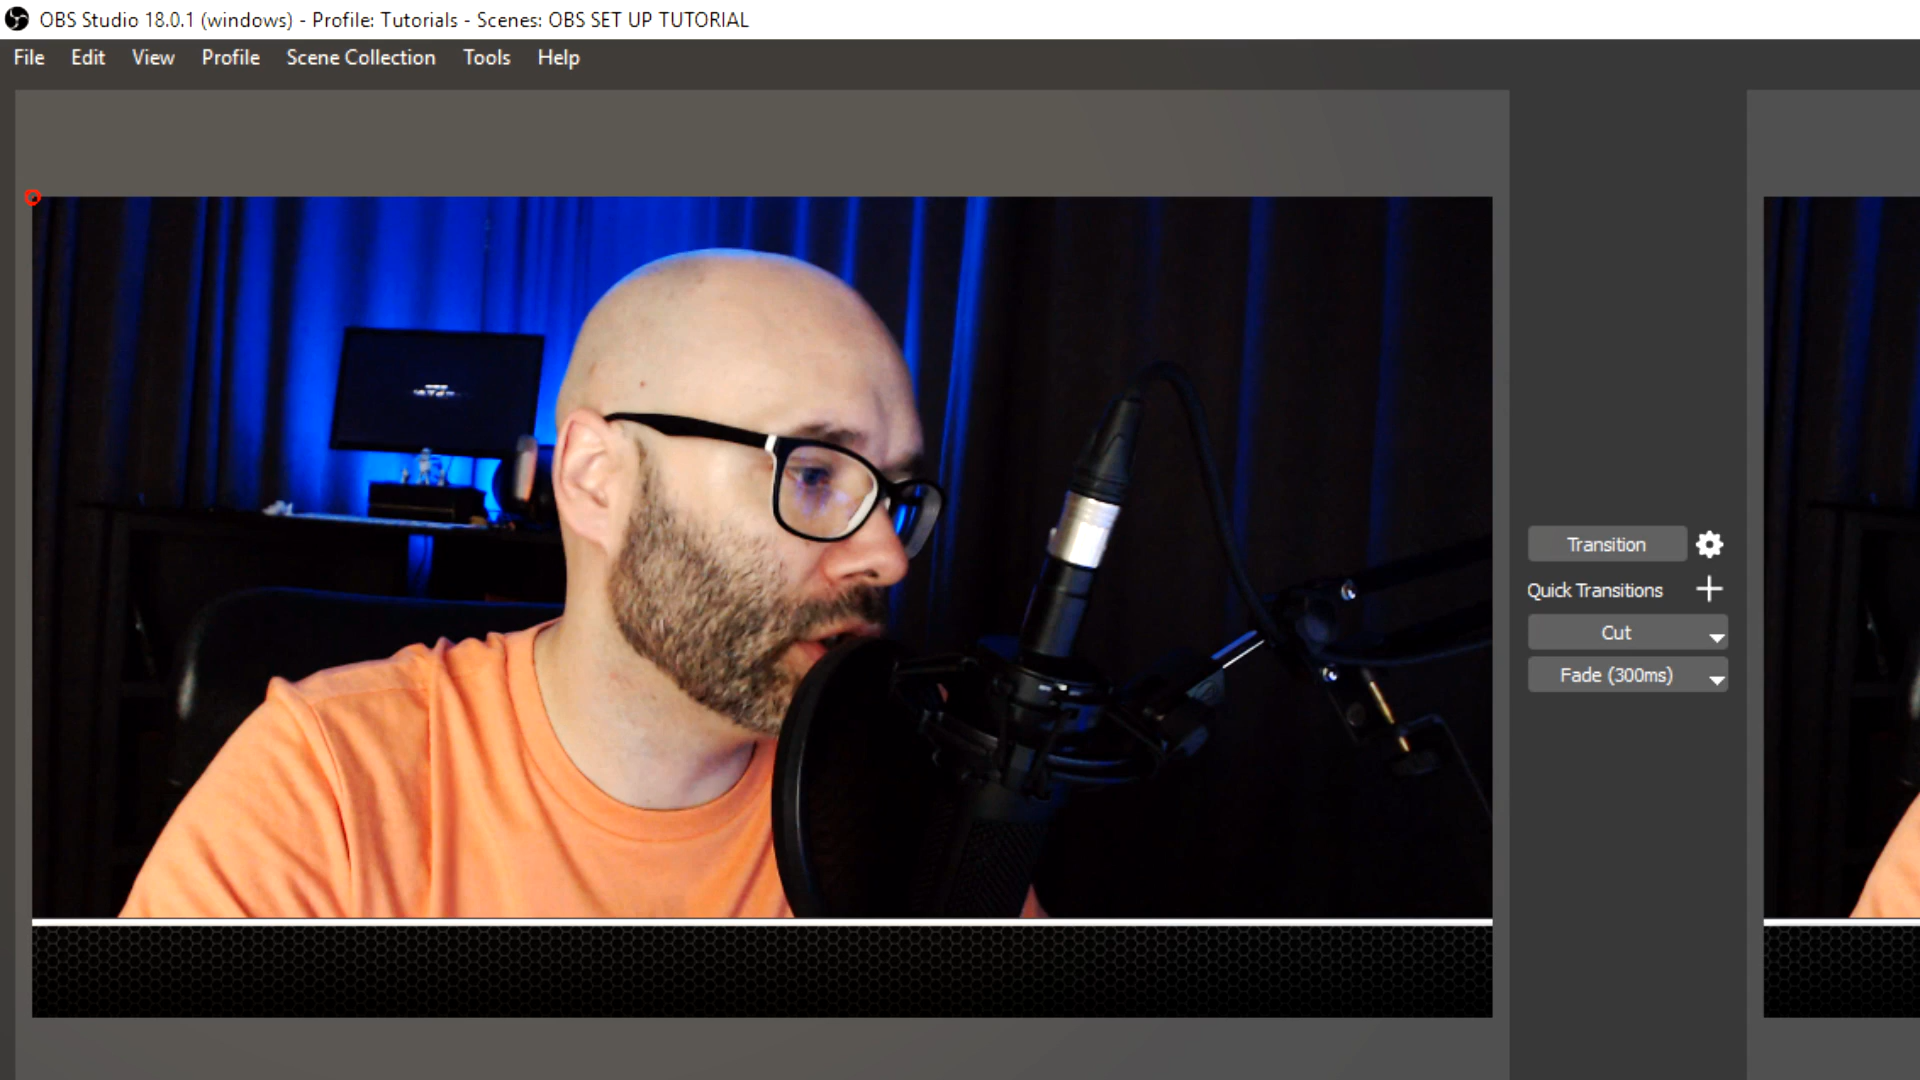 OBS Studio 18.0.1 (windows) - Profile: Tutorials - Scenes: OBS SET UP TUTORIAL
File Edit View Profile Scene Collection Tools Help
Transition
Quick Transitions
Cut
Fade (300ms)